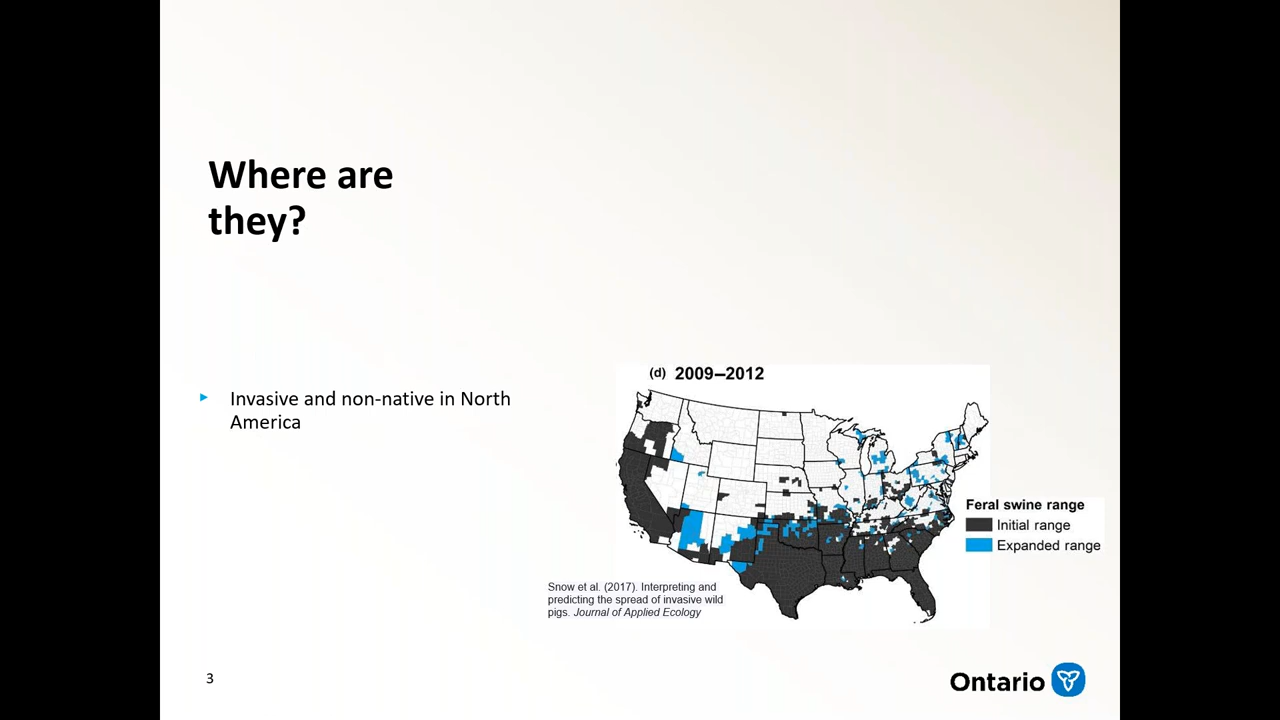 Where are
they?
Invasive and non-native in North
America
(d) 2009–2012
Feral swine range
Initial range
Expanded range
Snow et al. (2017). Interpreting and
predicting the spread of invasive wild
pigs. Journal of Applied Ecology
3
Ontario